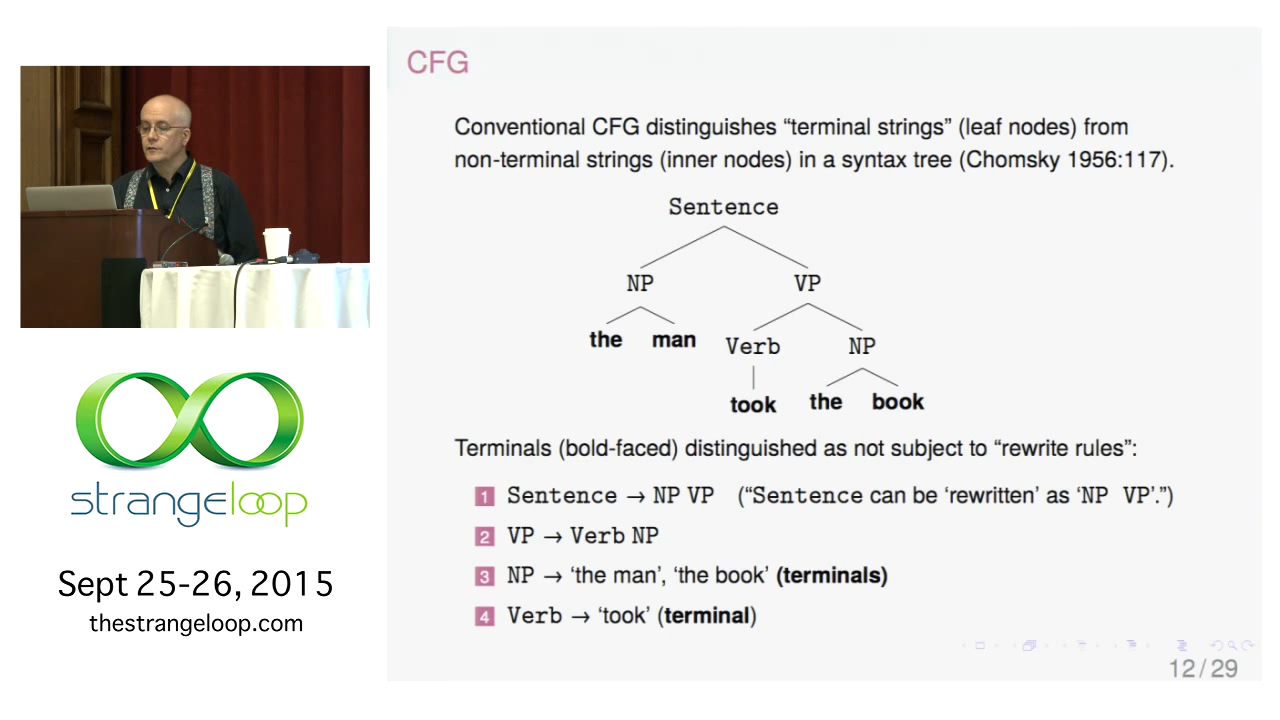 CFG
Conventional CFG distinguishes “terminal strings” (leaf nodes) from
non-terminal strings (inner nodes) in a syntax tree (Chomsky 1956:117).
Sentence
NP VP
the man Verb NP
took the book
Terminals (bold-faced) distinguished as not subject to “rewrite rules”:
1 Sentence → NP VP (“Sentence can be ‘rewritten’ as ‘NP VP’.”)
2 VP → Verb NP
3 NP → ‘the man’, ‘the book’ (terminals)
4 Verb → ‘took’ (terminal)
12 / 29
strangeloop
Sept 25-26, 2015
thestrangeloop.com